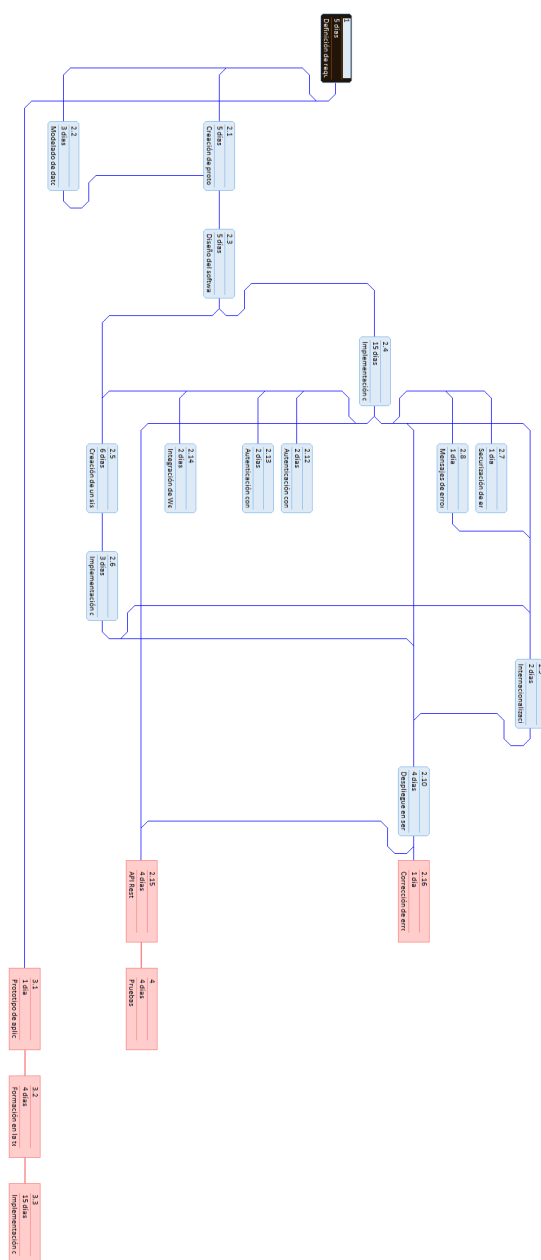 1
5 días
Definición de requ
2.2
3 días
Modelado de datc
2.1
5 días
Creación de proto
2.3
5 días
Diseño del softwa
2.4
15 días
Implementación c
2.5
6 días
Creación de un sis
2.14
2 días
Integración de We
2.13
2 días
Autenticación con
2.12
2 días
Autenticación con
2.8
1 día
Mensajes de error
2.7
1 día
Securización de er
2.6
3 días
Implementación c
2 días
Internacionalizaci
2.10
4 días
Despliegue en ser
2.15
4 días
API Rest
2.16
1 día
Corrección de errc
3.1
1 día
Prototipo de aplic
4
4 días
Pruebas
3.2
4 días
Formación en la te
3.3
15 días
Implementación c